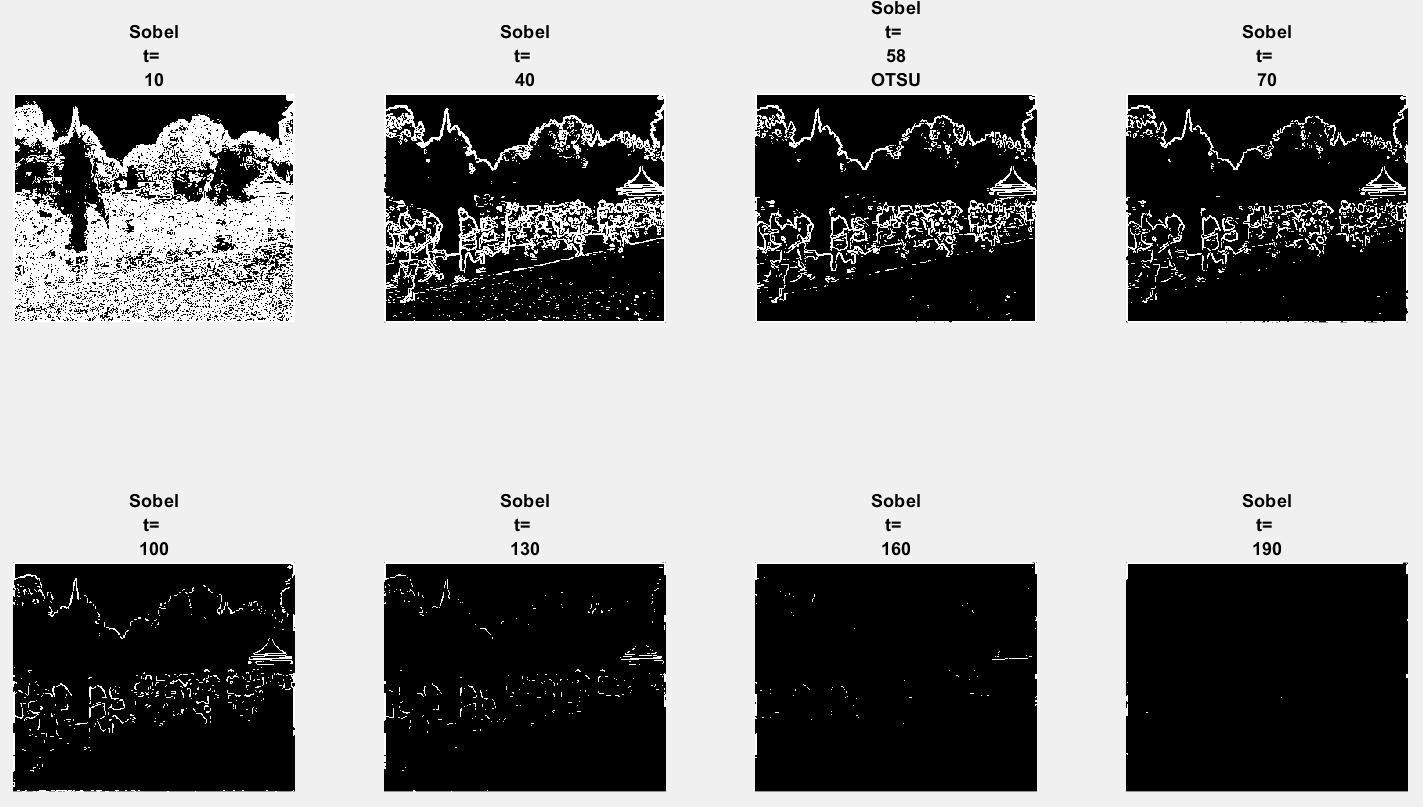 Sobel
t=
10
Sobel
t=
40
Sobel
t=
58
OTSU
Sobel
t=
70
Sobel
t=
100
Sobel
t=
130
Sobel
t=
160
Sobel
t=
190